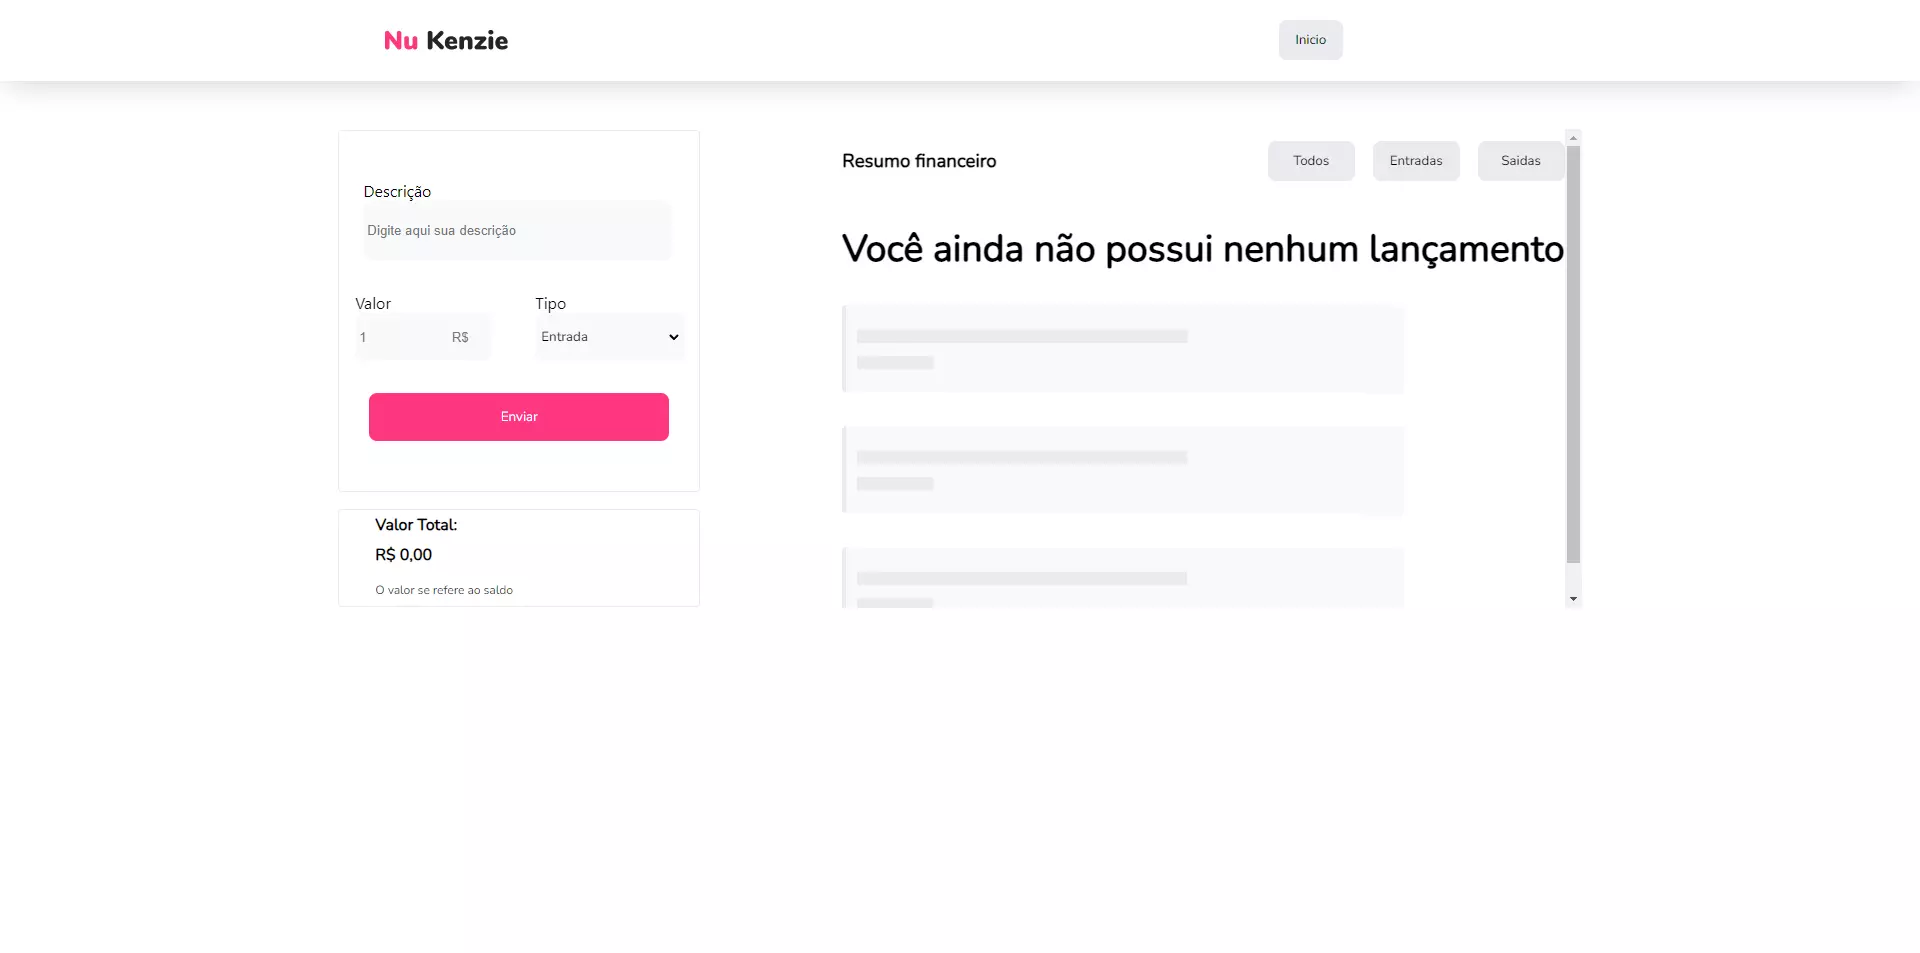 Nu Kenzie
Inicio
Descrição
Digite aqui sua descrição
Valor
Tipo
1 R$
Entrada
Enviar
Valor Total:
R$ 0,00
O valor se refere ao saldo
Resumo financeiro
Todos
Entradas
Saidas
Você ainda não possui nenhum lançamento